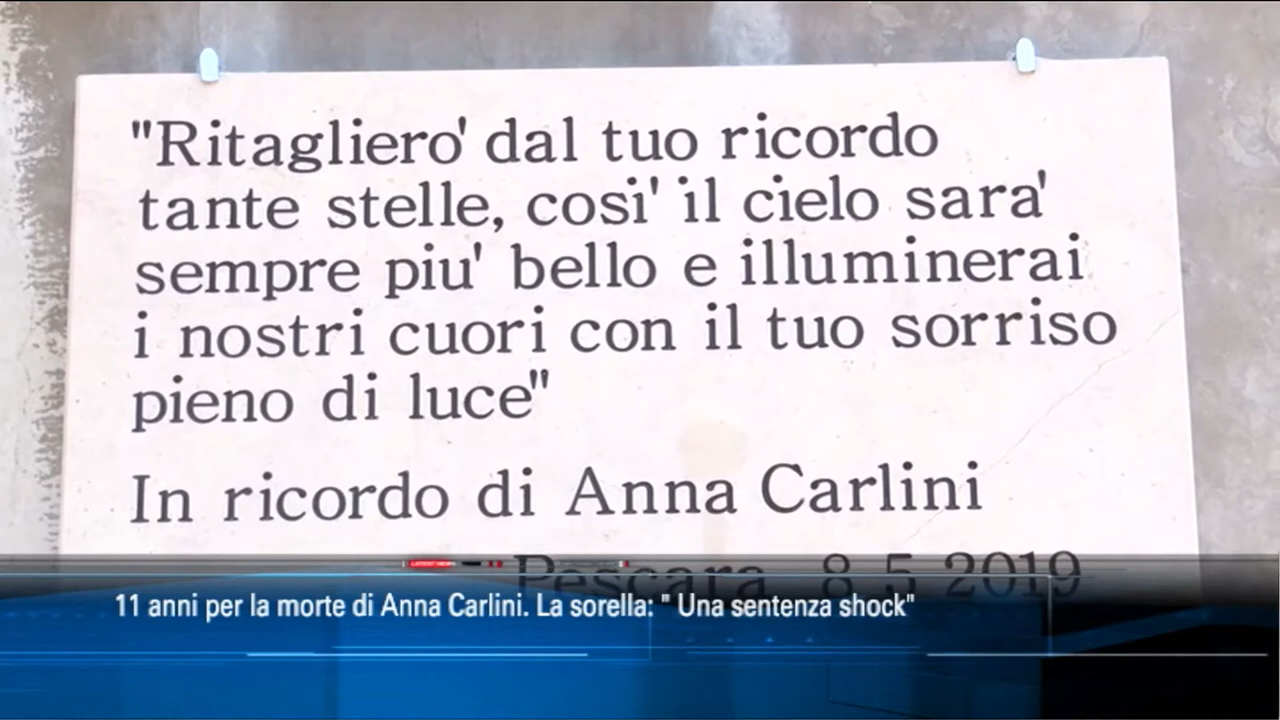 "Ritagliero' dal tuo ricordo
tante stelle, cosi' il cielo sara'
sempre piu' bello e illuminerai
i nostri cuori con il tuo sorriso
pieno di luce"
In ricordo di Anna Carlini
Pescara 8 5 2019
LATEST NEWS
11 anni per la morte di Anna Carlini. La sorella: " Una sentenza shock"